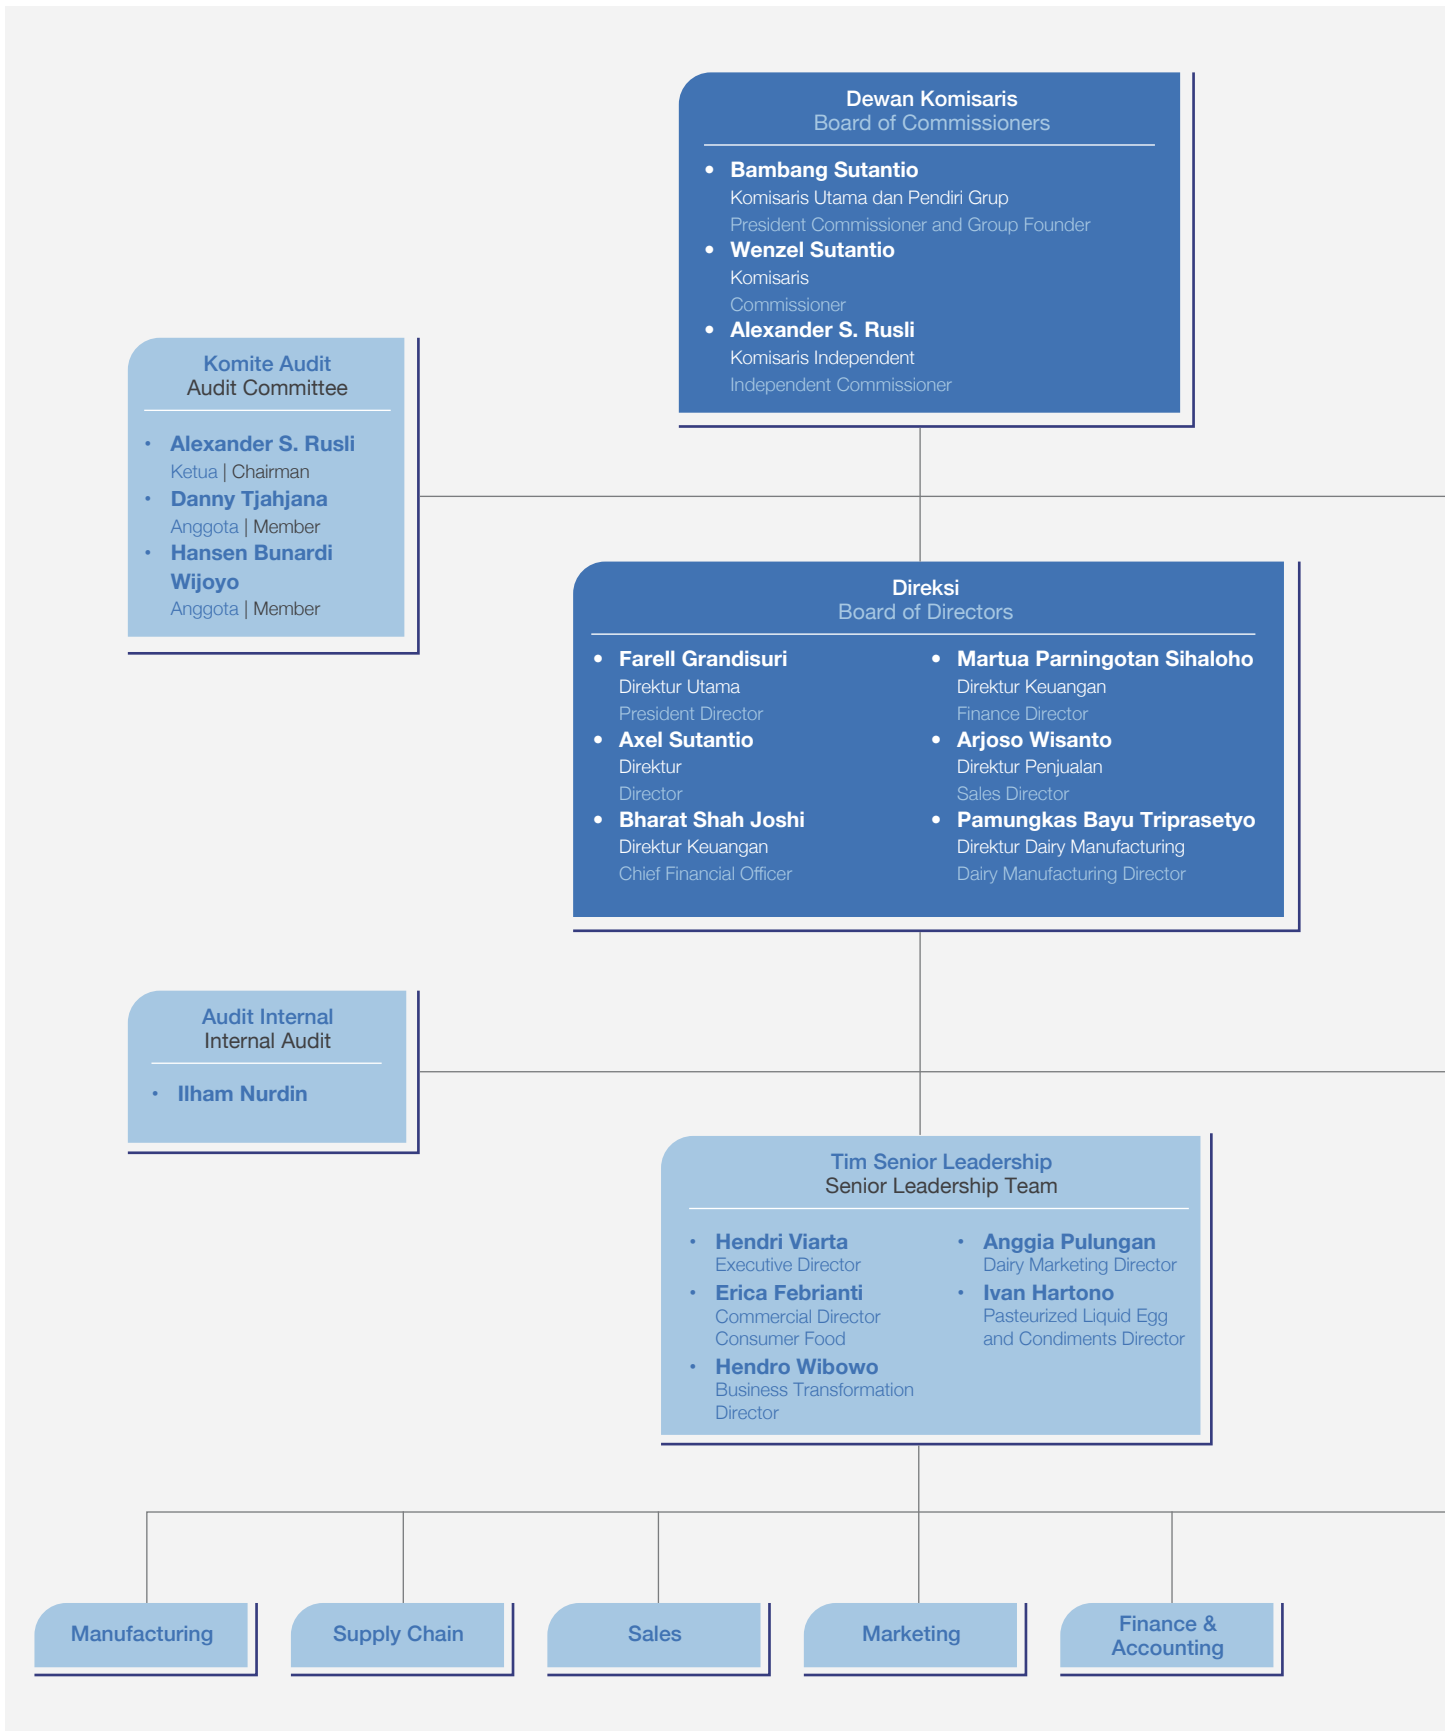 Dewan Komisaris
Board of Commissioners
• Bambang Sutantio
Komisaris Utama dan Pendiri Grup
President Commissioner and Group Founder
• Wenzel Sutantio
Komisaris
Commissioner
• Alexander S. Rusli
Komisaris Independent
Independent Commissioner
Komite Audit
Audit Committee
• Alexander S. Rusli
Ketua | Chairman
• Danny Tjahjana
Anggota | Member
• Hansen Bunardi
Wijoyo
Anggota | Member
Direksi
Board of Directors
• Farell Grandisuri
Direktur Utama
President Director
• Axel Sutantio
Direktur
Director
• Bharat Shah Joshi
Direktur Keuangan
Chief Financial Officer
• Martua Parningotan Sihaloho
Direktur Keuangan
Finance Director
• Arjoso Wisanto
Direktur Penjualan
Sales Director
• Pamungkas Bayu Triprasetyo
Direktur Dairy Manufacturing
Dairy Manufacturing Director
Audit Internal
Internal Audit
• Ilham Nurdin
Tim Senior Leadership
Senior Leadership Team
• Hendri Viarta
Executive Director
• Erica Febrianti
Commercial Director
Consumer Food
• Hendro Wibowo
Business Transformation
Director
• Anggia Pulungan
Dairy Marketing Director
• Ivan Hartono
Pasteurized Liquid Egg
and Condiments Director
Manufacturing
Supply Chain
Sales
Marketing
Finance &
Accounting